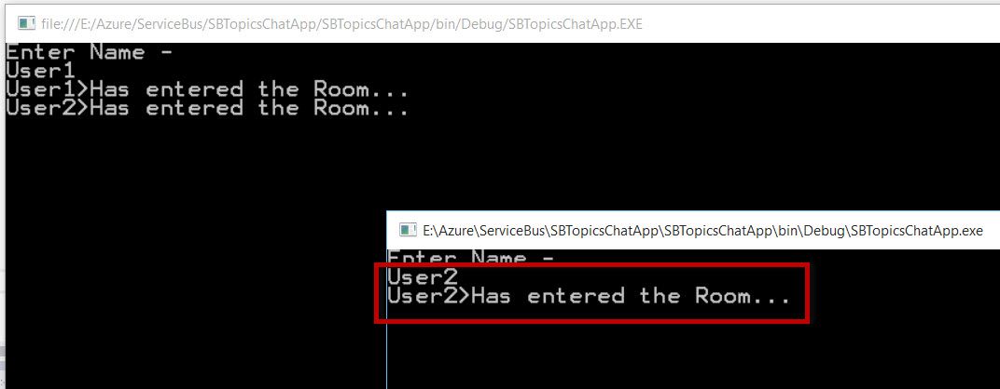 file:///E:/Azure/ServiceBus/SBTopicsChatApp/SBTopicsChatApp/bin/Debug/SBTopicsChatApp.EXE
Enter Name -
User1
User1>Has entered the Room...
User2>Has entered the Room...
E:\Azure\ServiceBus\SBTopicsChatApp\SBTopicsChatApp\bin\Debug\SBTopicsChatApp.exe
Enter Name -
User2
User2>Has entered the Room...